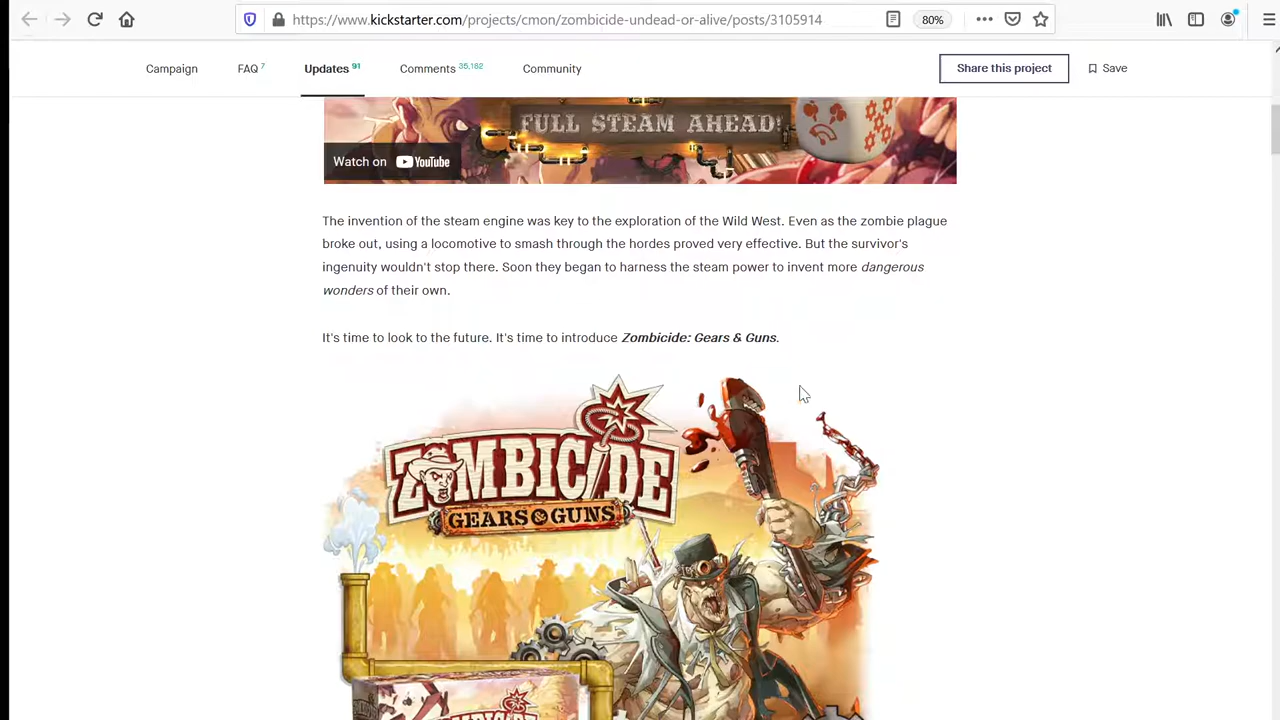 https://www.kickstarter.com/projects/cmon/zombicide-undead-or-alive/posts/3105914
80%
Campaign
FAQ 7
Updates 91
Comments 35,182
Community
Share this project
Save
FULL STEAM AHEAD!
Watch on YouTube
The invention of the steam engine was key to the exploration of the Wild West. Even as the zombie plague
broke out, using a locomotive to smash through the hordes proved very effective. But the survivor's
ingenuity wouldn't stop there. Soon they began to harness the steam power to invent more dangerous
wonders of their own.
It's time to look to the future. It's time to introduce Zombicide: Gears & Guns.
ZOMBICIDE
GEARS & GUNS
ZOMBICIDE